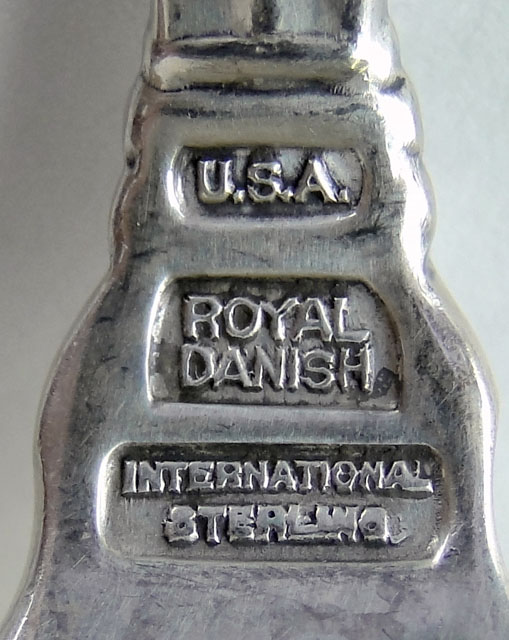 U.S.A.
ROYAL
DANISH
INTERNATIONAL
STERLING